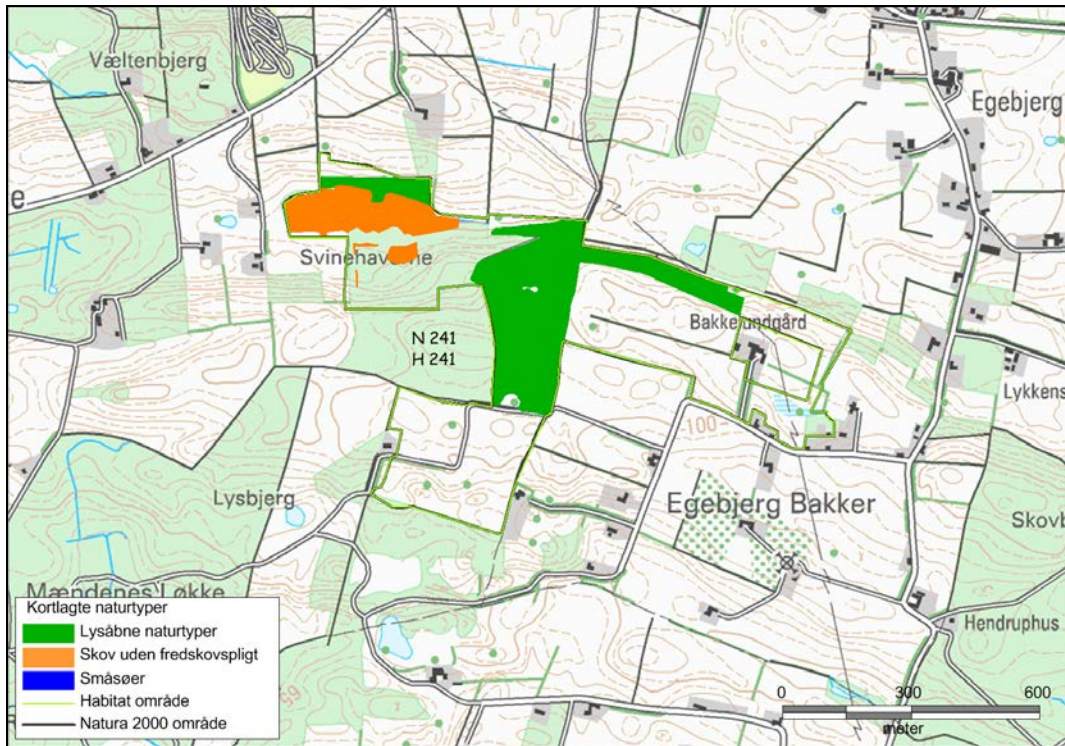 Væltenbjerg
Egebjerg
e
Svinehaverne
N 241
H 241
Bakkelundgård
Lykkens
100
Lysbjerg
Egebjerg Bakker
Skovb
Mændenes Løkke
Hendruphus
Kortlagte naturtyper
Lysåbne naturtyper
Skov uden fredskovspligt
Småsøer
Habitat område
Natura 2000 område
0 300 600
meter